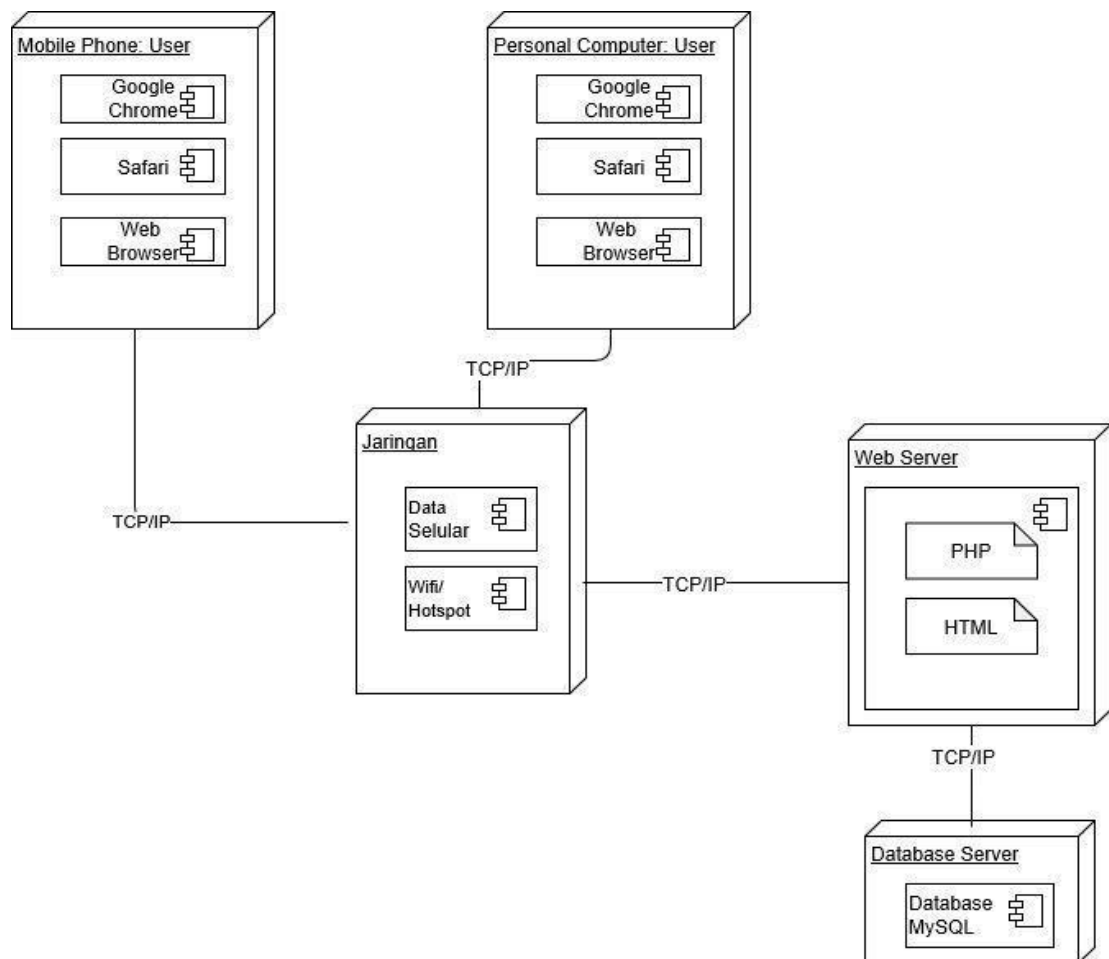 Mobile Phone: User
Google
Chrome
Safari
Web
Browser
Personal Computer: User
Google
Chrome
Safari
Web
Browser
TCP/IP
TCP/IP
Jaringan
Data
Selular
Wifi/
Hotspot
TCP/IP
Web Server
PHP
HTML
TCP/IP
Database Server
Database
MySQL